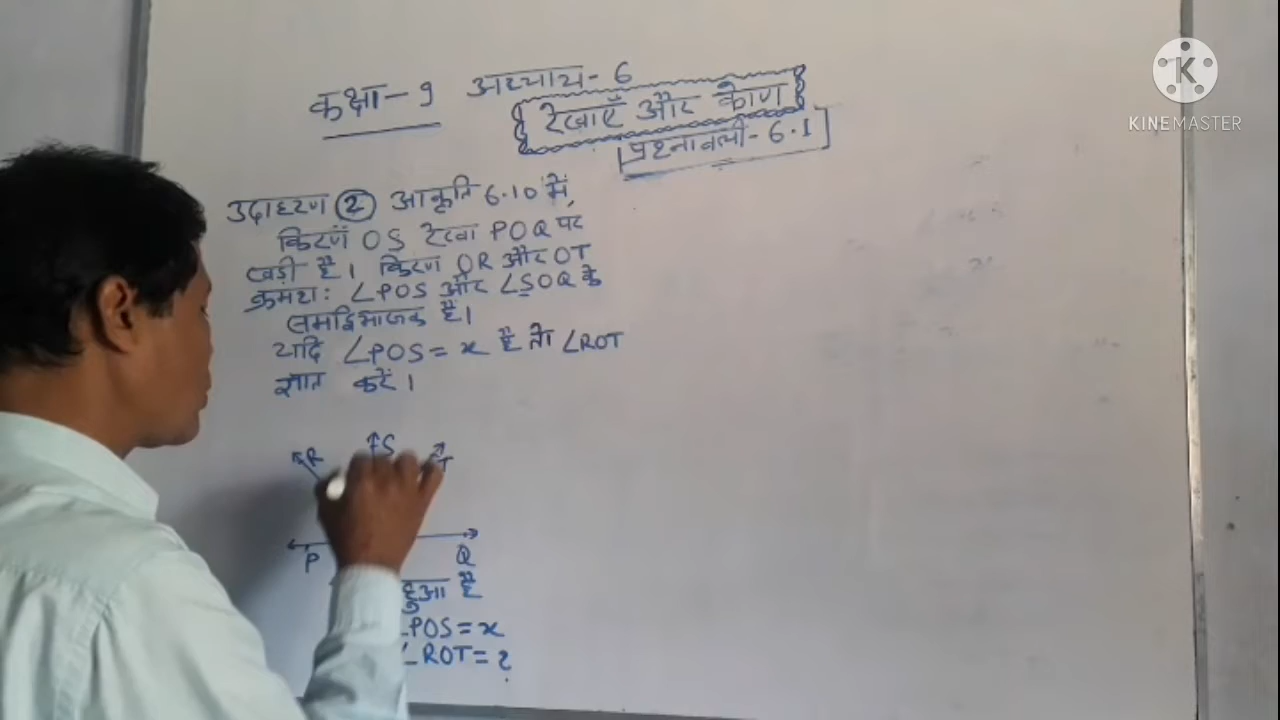 कक्षा-9 अध्याय-6
रेखाएँ और कोण
प्रश्नावली-6.1
उदाहरण 2 आकृति 6.10 में,
किरण OS रेखा POQ पर
खड़ी है। किरण OR और OT
क्रमश: ∠POS और ∠SOQ के
समद्विभाजक हैं।
यदि ∠POS = x है तो ∠ROT
ज्ञात करें।
R S T
P Q
हुआ है
∠POS = x
∠ROT = ?
K
KINEMASTER